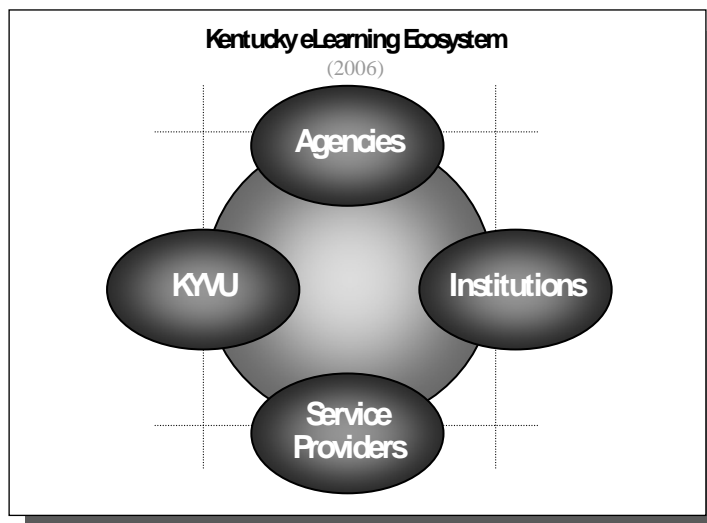 Kentucky eLearning Ecosystem
(2006)
Agencies
KYVU
Institutions
Service
Providers